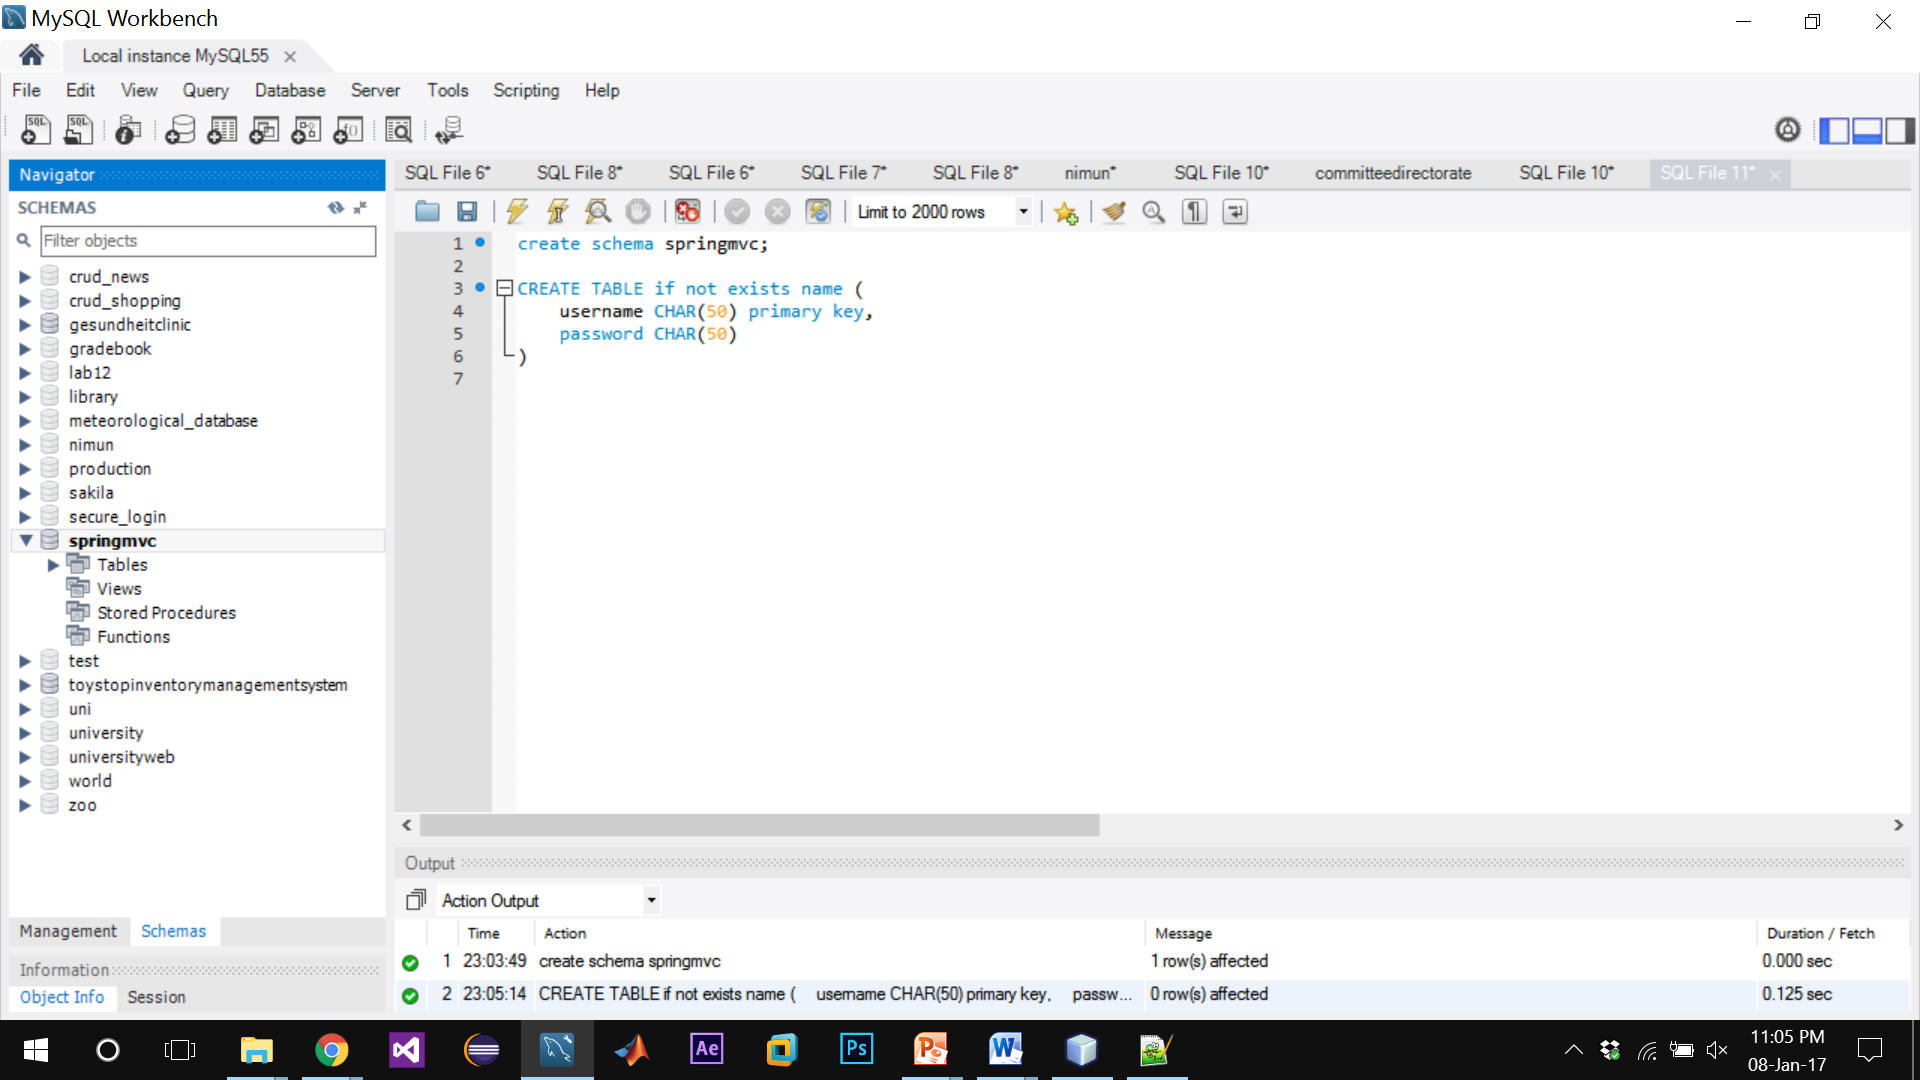 MySQL Workbench
Local instance MySQL55
File Edit View Query Database Server Tools Scripting Help
Navigator
SCHEMAS
Filter objects
crud_news
crud_shopping
gesundheitclinic
gradebook
lab12
library
meteorological_database
nimun
production
sakila
secure_login
springmvc
Tables
Views
Stored Procedures
Functions
test
toystopinventorymanagementsystem
uni
university
universityweb
world
zoo
Management Schemas
Information
Object Info Session
SQL File 6* SQL File 8* SQL File 6* SQL File 7* SQL File 8* nimun* SQL File 10* committeedirectorate SQL File 10* SQL File 11*
Limit to 2000 rows
1 create schema springmvc;
2
3 CREATE TABLE if not exists name (
4 username CHAR(50) primary key,
5 password CHAR(50)
6 )
7
Output
Action Output
Time Action Message Duration / Fetch
1 23:03:49 create schema springmvc 1 row(s) affected 0.000 sec
2 23:05:14 CREATE TABLE if not exists name ( username CHAR(50) primary key, passw... 0 row(s) affected 0.125 sec
11:05 PM
08-Jan-17